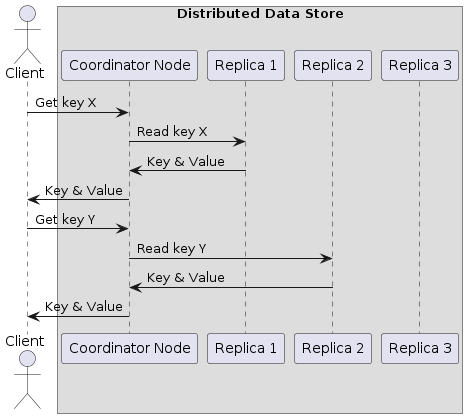 Distributed Data Store
Client
Coordinator Node
Replica 1
Replica 2
Replica 3
Get key X
Read key X
Key & Value
Key & Value
Get key Y
Read key Y
Key & Value
Key & Value
Client
Coordinator Node
Replica 1
Replica 2
Replica 3